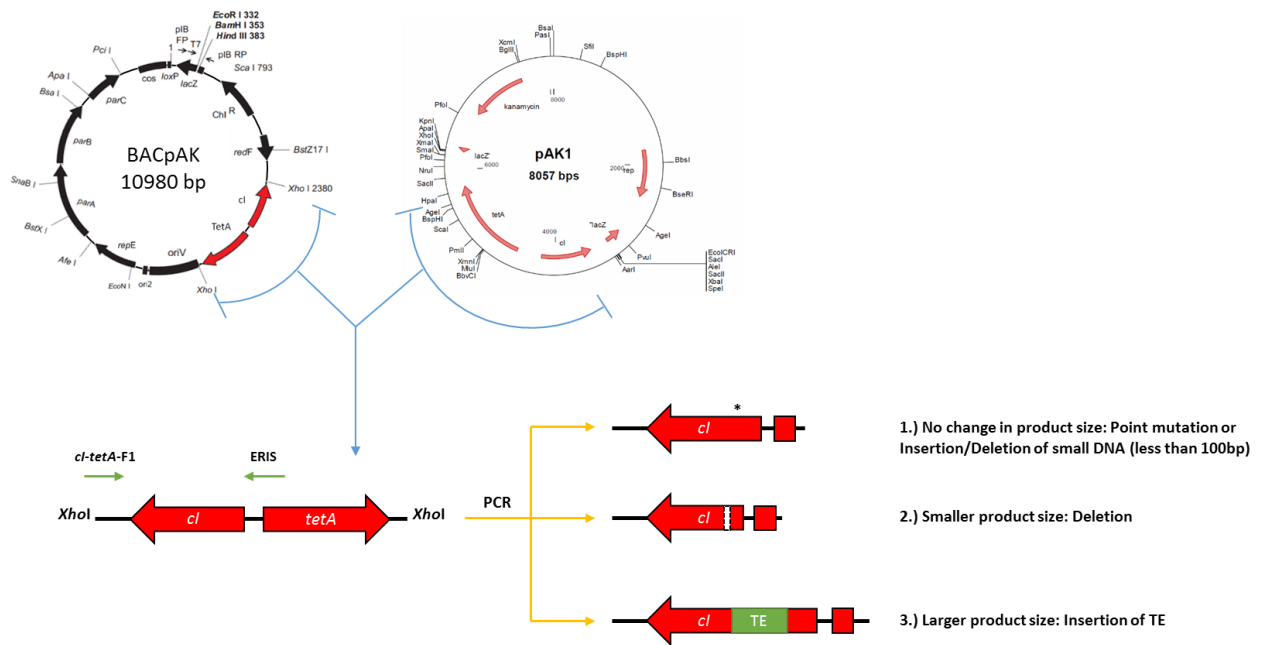 EcoR I 332
BamH I 353
Hind III 383
pIB
FP
T7
1
pIB RP
Sca I 793
Pci I
cos
loxP
lacZ
Apa I
parC
Bsa I
Chl R
parB
BACpAK
10980 bp
redF
BstZ17 I
SnaB I
Xho I 2380
cI
parA
TetA
BstX I
repE
oriV
Afe I
EcoN I
ori2
Xho I
BsaI
PasI
XcmI
BglII
SfiI
BspHI
kanamycin
8000
PfoI
KpnI
ApaI
XhoI
XmaI
SmaI
PfoI
lacZ'
6000
NruI
SacII
pAK1
8057 bps
2000
rep
BbsI
BseRI
HpaI
AgeI
BspHI
ScaI
tetA
4000
cI
"lacZ
AgeI
PmlI
XmnI
MluI
BbvCI
PvuI
AarI
EcoICRI
SacI
AleI
SacII
XbaI
SpeI
cI-tetA-F1
ERIS
XhoI
cI
tetA
XhoI
PCR
*
cI
1.) No change in product size: Point mutation or
Insertion/Deletion of small DNA (less than 100bp)
cI
2.) Smaller product size: Deletion
cI
TE
3.) Larger product size: Insertion of TE